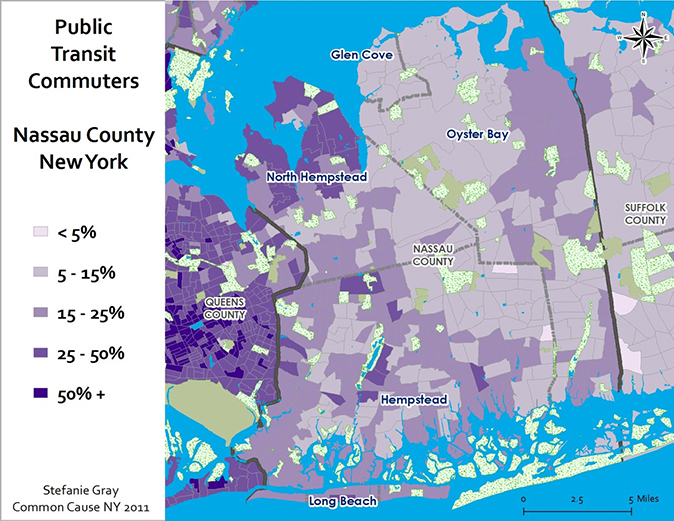 Public
Transit
Commuters
Nassau County
New York
< 5%
5 - 15%
15 - 25%
25 - 50%
50% +
Stefanie Gray
Common Cause NY 2011
Glen Cove
Oyster Bay
North Hempstead
SUFFOLK
COUNTY
NASSAU
COUNTY
QUEENS
COUNTY
Hempstead
Long Beach
N
W
E
S
0 2.5 5 Miles